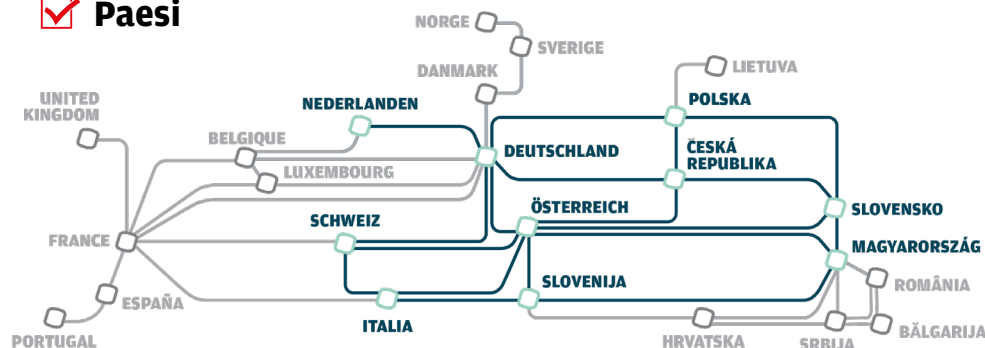 Paesi
NORGE
SVERIGE
DANMARK
LIETUVA
UNITED
KINGDOM
NEDERLANDEN
POLSKA
BELGIQUE
DEUTSCHLAND
ČESKÁ
REPUBLIKA
LUXEMBOURG
ÖSTERREICH
SCHWEIZ
SLOVENSKO
FRANCE
MAGYARORSZÁG
SLOVENIJA
ROMÂNIA
ESPAÑA
ITALIA
BĂLGARIJA
PORTUGAL
HRVATSKA
SRBIJA